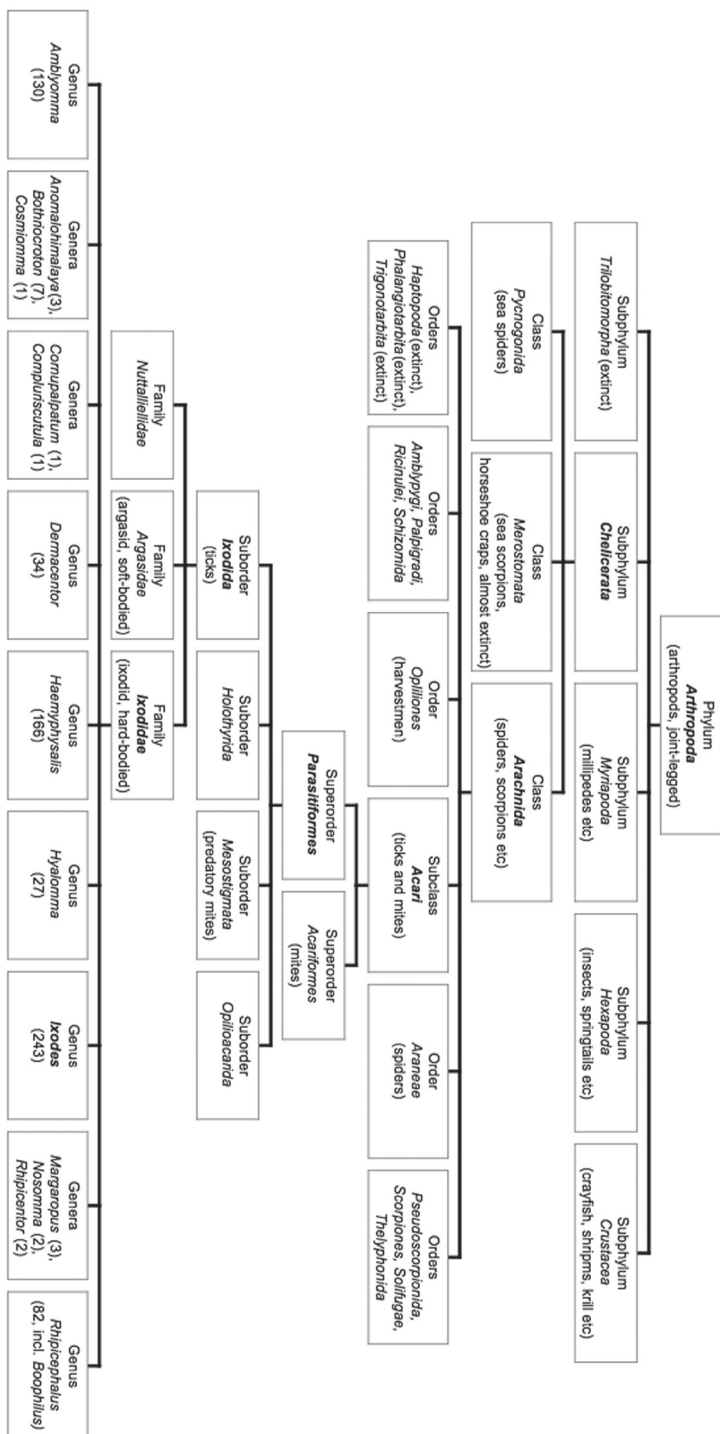 Phylum
Arthropoda
(arthropods, joint-legged)
Subphylum
Trilobitomorpha (extinct)
Subphylum
Chelicerata
Subphylum
Myriapoda
(millipedes etc)
Subphylum
Hexapoda
(insects, springtails etc)
Subphylum
Crustacea
(crayfish, shripms, krill etc)
Class
Pycnogonida
(sea spiders)
Class
Merostomata
(sea scorpions,
horseshoe craps, almost extinct)
Class
Arachnida
(spiders, scorpions etc)
Orders
Haptopoda (extinct),
Phalangiotarbita (extinct),
Trigonotarbita (extinct)
Orders
Amblypygi, Palpigradi,
Ricinulei, Schizomida
Order
Opliliones
(harvestmen)
Subclass
Acari
(ticks and mites)
Order
Araneae
(spiders)
Orders
Pseudoscorpionida,
Scorpiones, Solifugae,
Thelyphonida
Superorder
Parasitiformes
Superorder
Acariformes
(mites)
Suborder
Ixodida
(ticks)
Suborder
Holothyrida
Suborder
Mesostigmata
(predatory mites)
Suborder
Opilioacarida
Family
Nuttalliellidae
Family
Argasidae
(argasid, soft-bodied)
Family
Ixodidae
(ixodid, hard-bodied)
Genus
Amblyomma
(130)
Genera
Anomalohimalaya(3),
Bothriocroton (7),
Cosmiomma (1)
Genera
Cornupalpatum (1),
Compluriscutula (1)
Genus
Dermacentor
(34)
Genus
Haemyphysalis
(166)
Genus
Hyalomma
(27)
Genus
Ixodes
(243)
Genera
Margaropus (3),
Nosomma (2),
Rhipicentor (2)
Genus
Rhipicephalus
(82, incl. Boophilus)